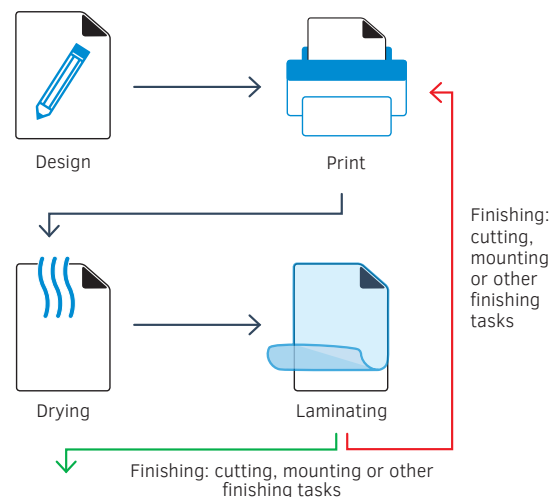 Design
Print
Finishing:
cutting,
mounting
or other
finishing
tasks
Drying
Laminating
Finishing: cutting, mounting or other
finishing tasks